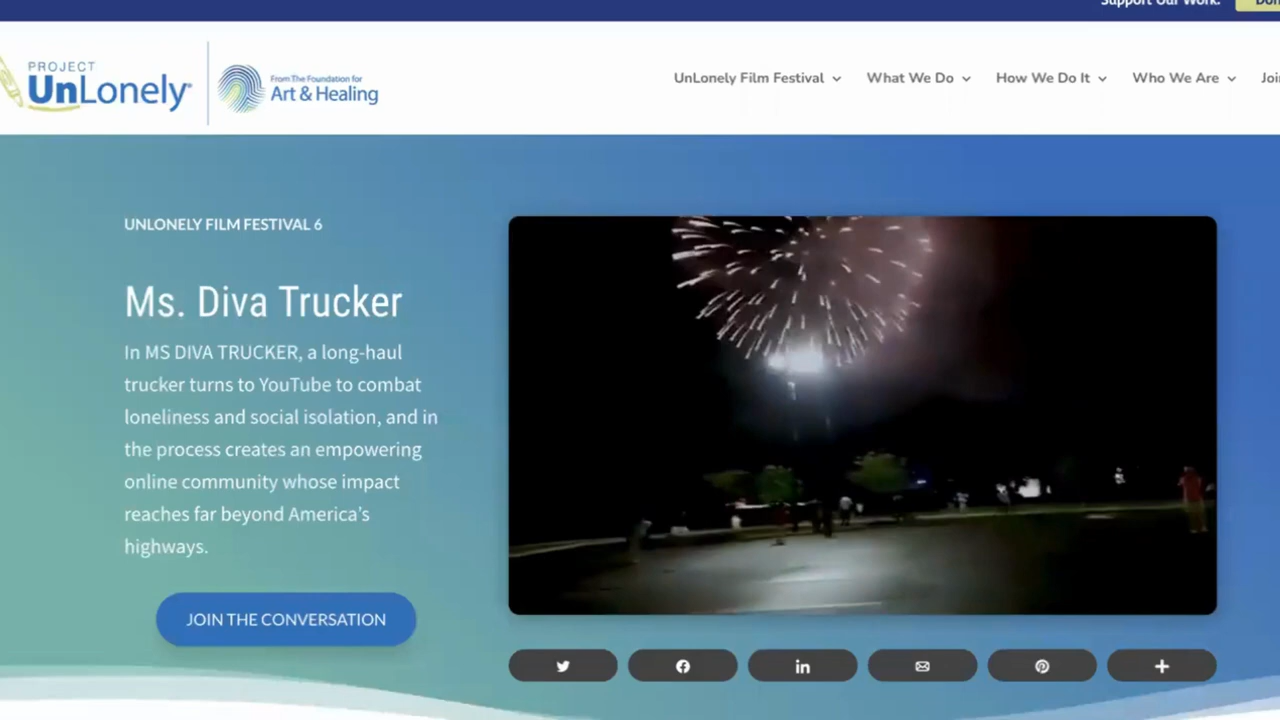 Support Our Work.
PROJECT
UnLonely®
From The Foundation for
Art & Healing
UnLonely Film Festival
What We Do
How We Do It
Who We Are
UNLONELY FILM FESTIVAL 6
Ms. Diva Trucker
In MS DIVA TRUCKER, a long-haul
trucker turns to YouTube to combat
loneliness and social isolation, and in
the process creates an empowering
online community whose impact
reaches far beyond America's
highways.
JOIN THE CONVERSATION